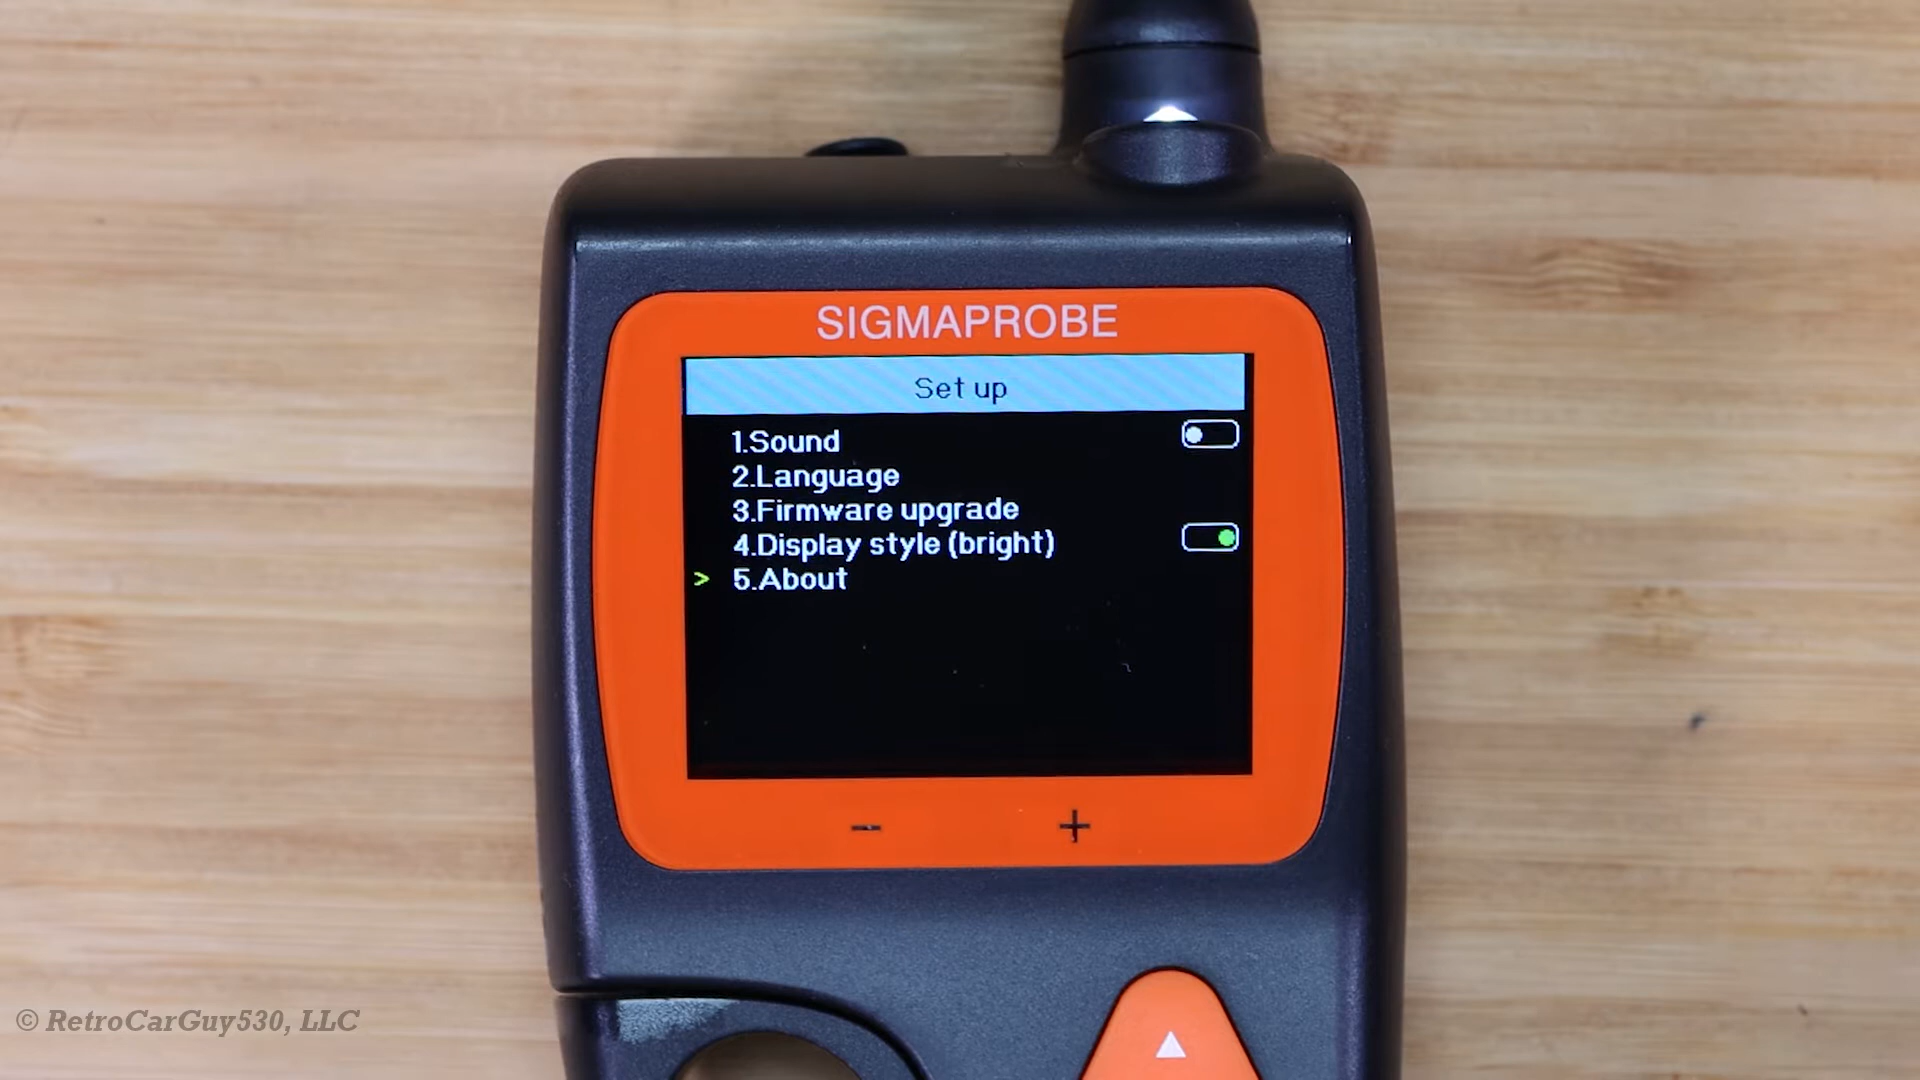 SIGMAPROBE
Set up
1.Sound
2.Language
3.Firmware upgrade
4.Display style (bright)
> 5.About
- +
© RetroCarGuy530, LLC